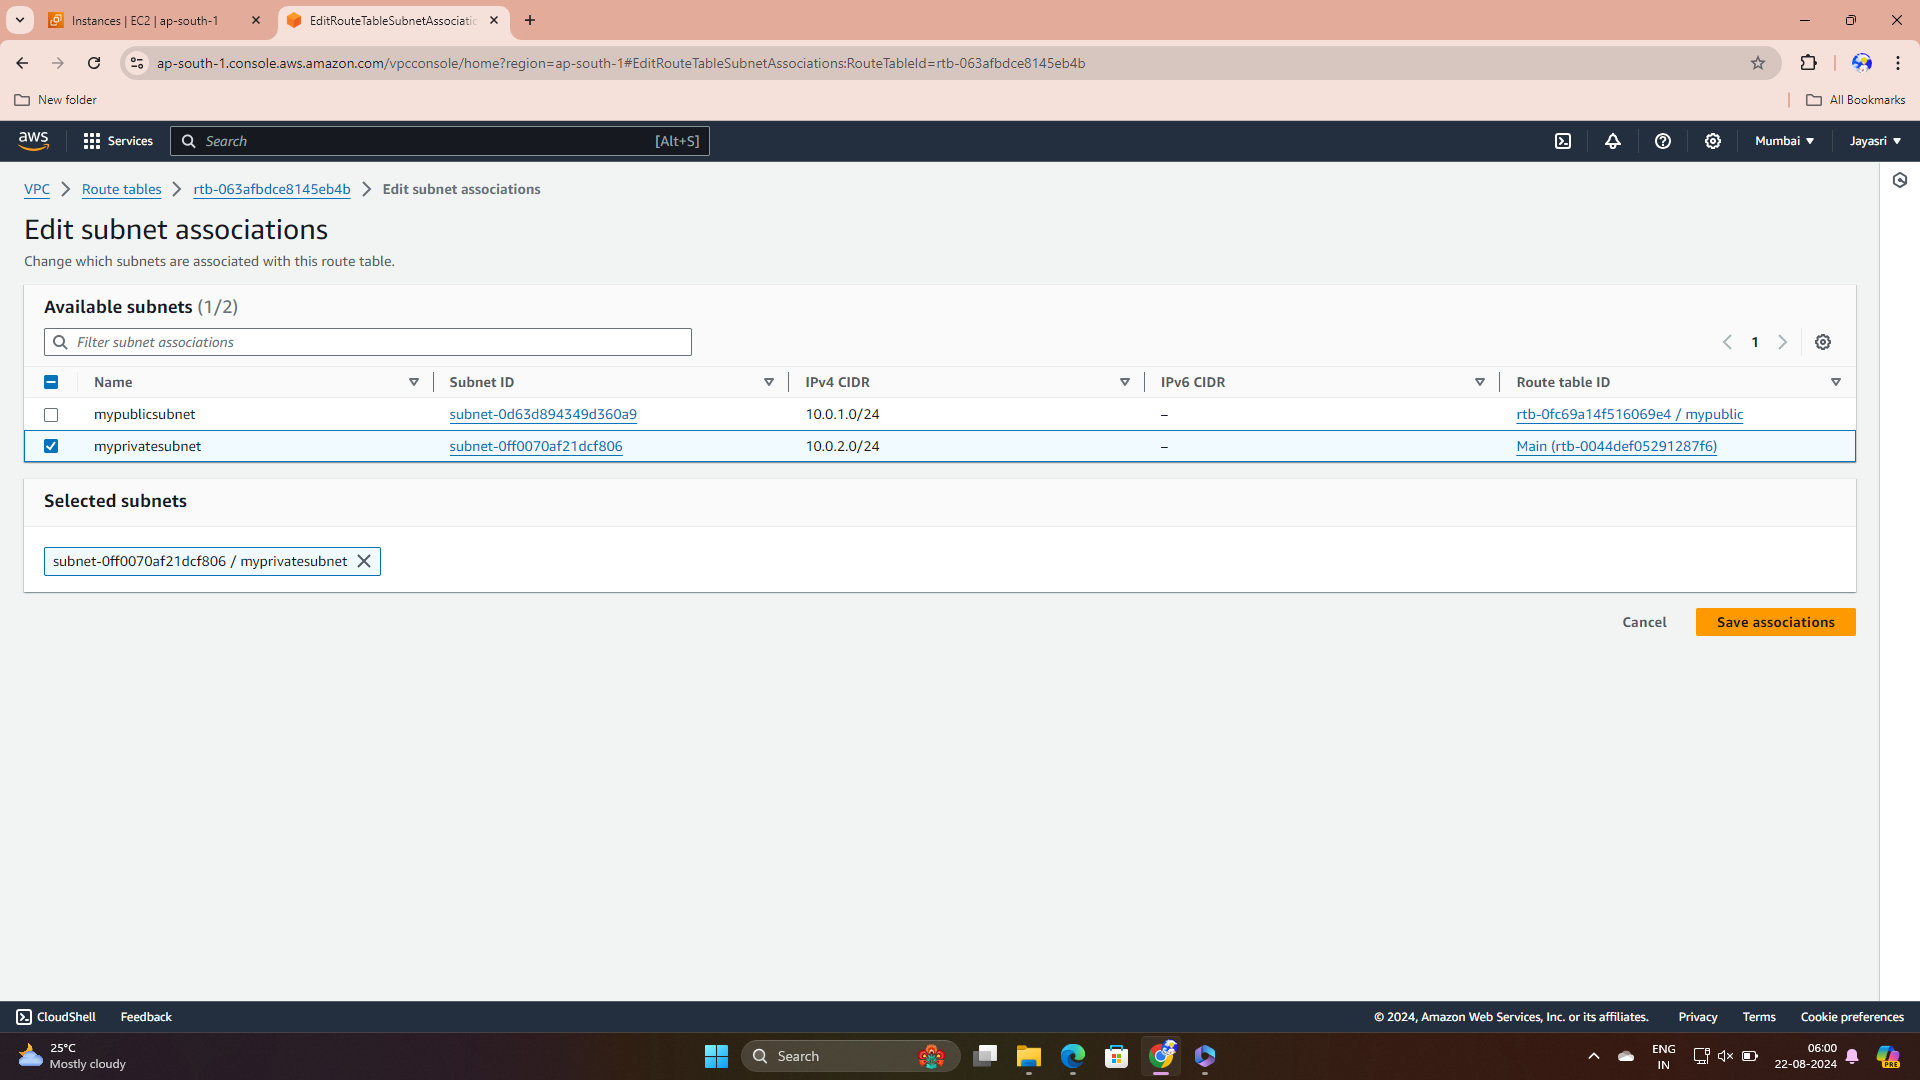 Instances | EC2 | ap-south-1
EditRouteTableSubnetAssociatio
ap-south-1.console.aws.amazon.com/vpcconsole/home?region=ap-south-1#EditRouteTableSubnetAssociations:RouteTableId=rtb-063afbdce8145eb4b
New folder
All Bookmarks
aws Services Search [Alt+S] Mumbai Jayasri
VPC Route tables rtb-063afbdce8145eb4b Edit subnet associations
Edit subnet associations
Change which subnets are associated with this route table.
Available subnets (1/2)
Filter subnet associations
1
Name Subnet ID IPv4 CIDR IPv6 CIDR Route table ID
mypublicsubnet subnet-0d63d894349d360a9 10.0.1.0/24 – rtb-0fc69a14f516069e4 / mypublic
myprivatesubnet subnet-0ff0070af21dcf806 10.0.2.0/24 – Main (rtb-0044def05291287f6)
Selected subnets
subnet-0ff0070af21dcf806 / myprivatesubnet
Cancel Save associations
CloudShell Feedback © 2024, Amazon Web Services, Inc. or its affiliates. Privacy Terms Cookie preferences
25°C
Mostly cloudy
Search
ENG
IN
06:00
22-08-2024
PRE